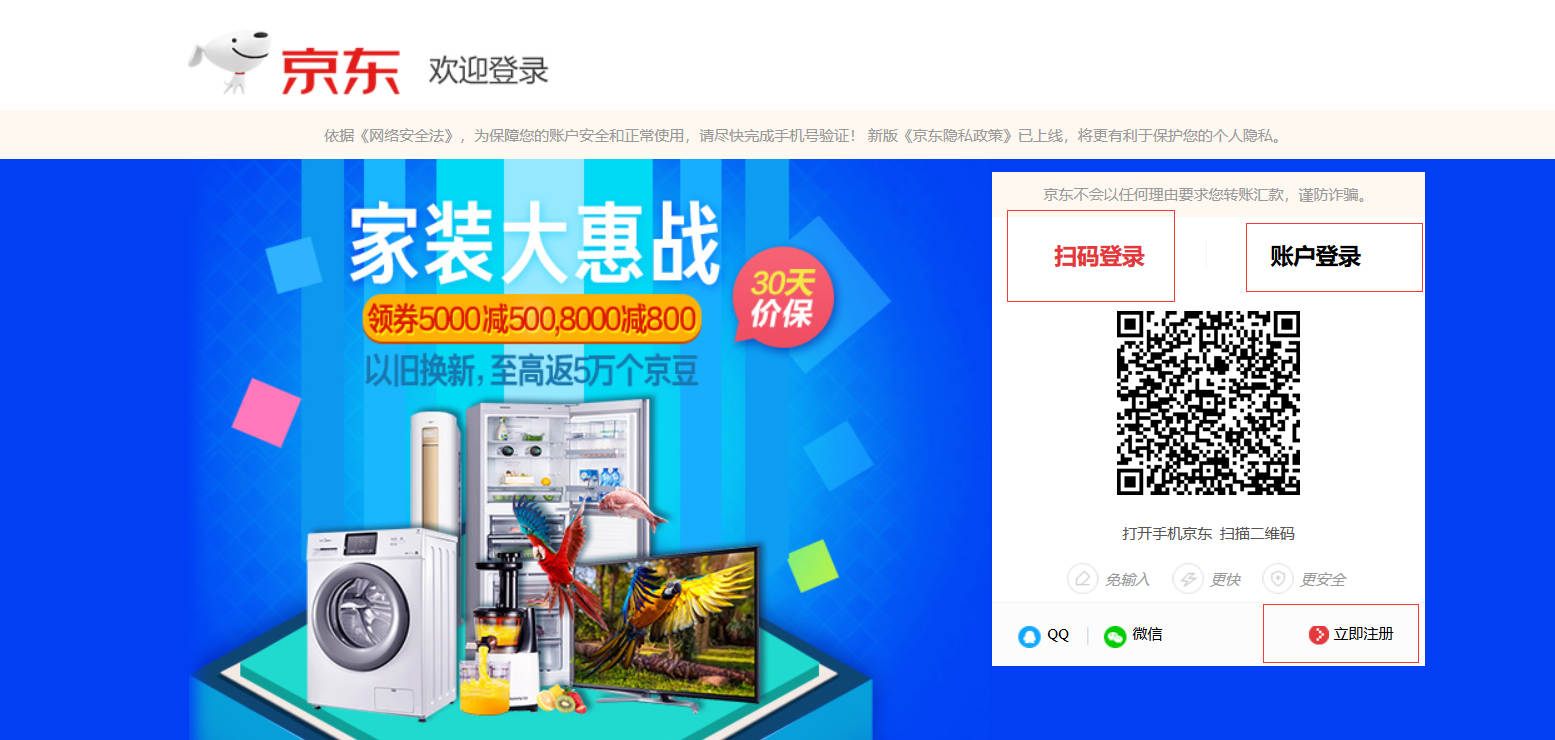 京东 欢迎登录
依据《网络安全法》，为保障您的账户安全和正常使用，请尽快完成手机号验证！ 新版《京东隐私政策》已上线，将更有利于保护您的个人隐私。
家装大惠战
30天
价保
领券5000减500,8000减800
以旧换新，至高返5万个京豆
京东不会以任何理由要求您转账汇款，谨防诈骗。
扫码登录 账户登录
打开手机京东 扫描二维码
免输入 更快 更安全
QQ 微信 立即注册